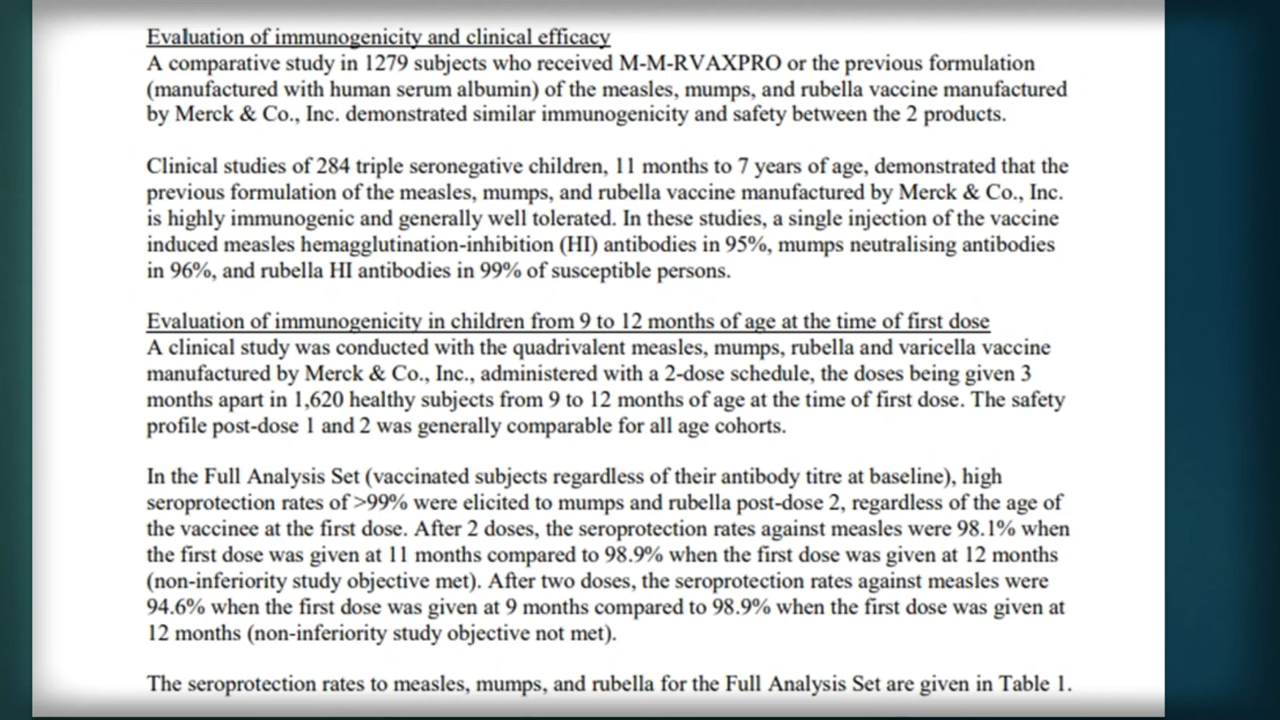 Evaluation of immunogenicity and clinical efficacy
A comparative study in 1279 subjects who received M-M-RVAXPRO or the previous formulation
(manufactured with human serum albumin) of the measles, mumps, and rubella vaccine manufactured
by Merck & Co., Inc. demonstrated similar immunogenicity and safety between the 2 products.
Clinical studies of 284 triple seronegative children, 11 months to 7 years of age, demonstrated that the
previous formulation of the measles, mumps, and rubella vaccine manufactured by Merck & Co., Inc.
is highly immunogenic and generally well tolerated. In these studies, a single injection of the vaccine
induced measles hemagglutination-inhibition (HI) antibodies in 95%, mumps neutralising antibodies
in 96%, and rubella HI antibodies in 99% of susceptible persons.
Evaluation of immunogenicity in children from 9 to 12 months of age at the time of first dose
A clinical study was conducted with the quadrivalent measles, mumps, rubella and varicella vaccine
manufactured by Merck & Co., Inc., administered with a 2-dose schedule, the doses being given 3
months apart in 1,620 healthy subjects from 9 to 12 months of age at the time of first dose. The safety
profile post-dose 1 and 2 was generally comparable for all age cohorts.
In the Full Analysis Set (vaccinated subjects regardless of their antibody titre at baseline), high
seroprotection rates of >99% were elicited to mumps and rubella post-dose 2, regardless of the age of
the vaccinee at the first dose. After 2 doses, the seroprotection rates against measles were 98.1% when
the first dose was given at 11 months compared to 98.9% when the first dose was given at 12 months
(non-inferiority study objective met). After two doses, the seroprotection rates against measles were
94.6% when the first dose was given at 9 months compared to 98.9% when the first dose was given at
12 months (non-inferiority study objective not met).
The seroprotection rates to measles, mumps, and rubella for the Full Analysis Set are given in Table 1.